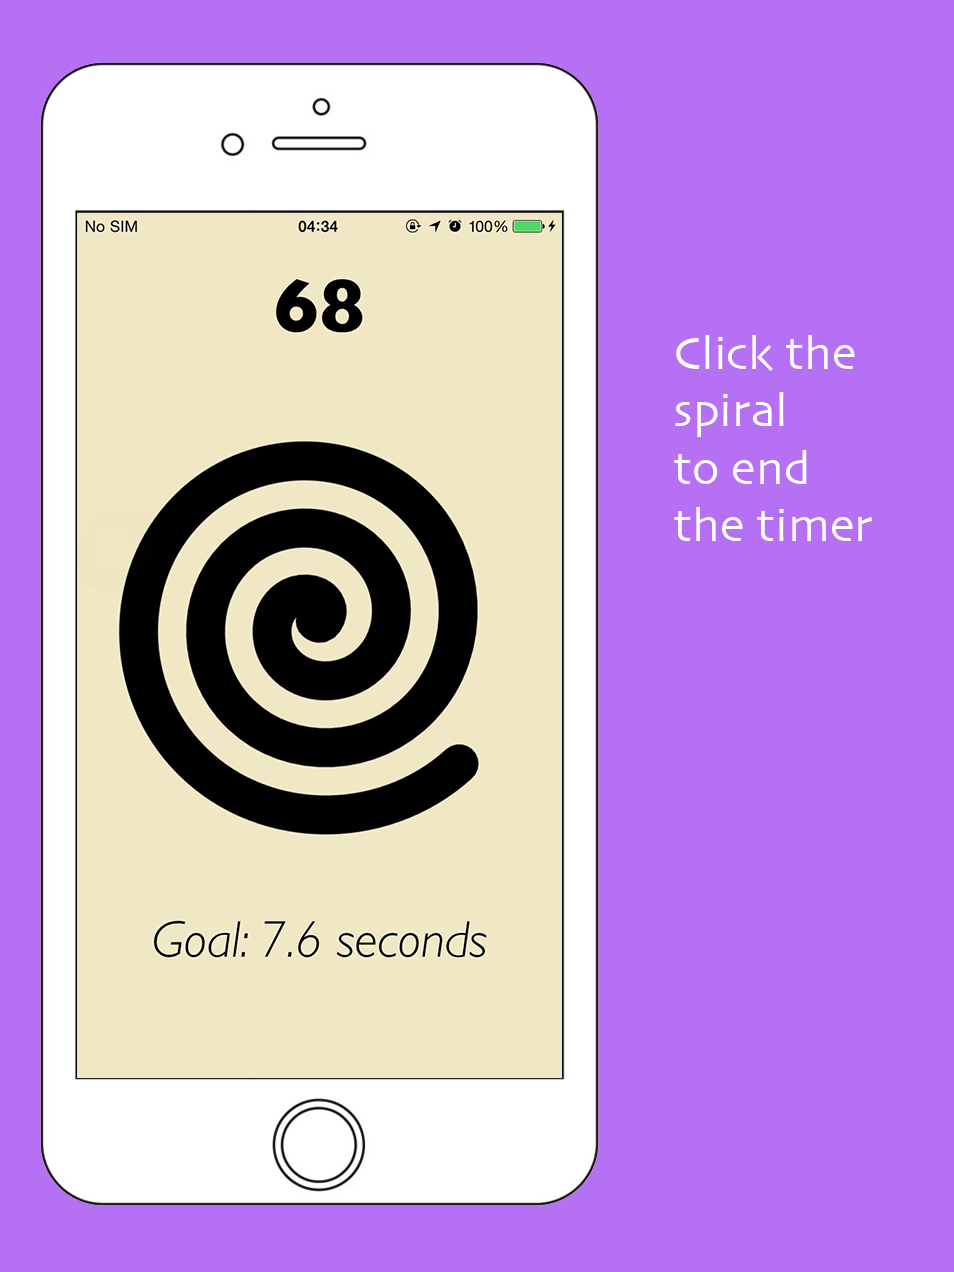 No SIM 04:34 100%
68
Goal: 7.6 seconds
Click the
spiral
to end
the timer